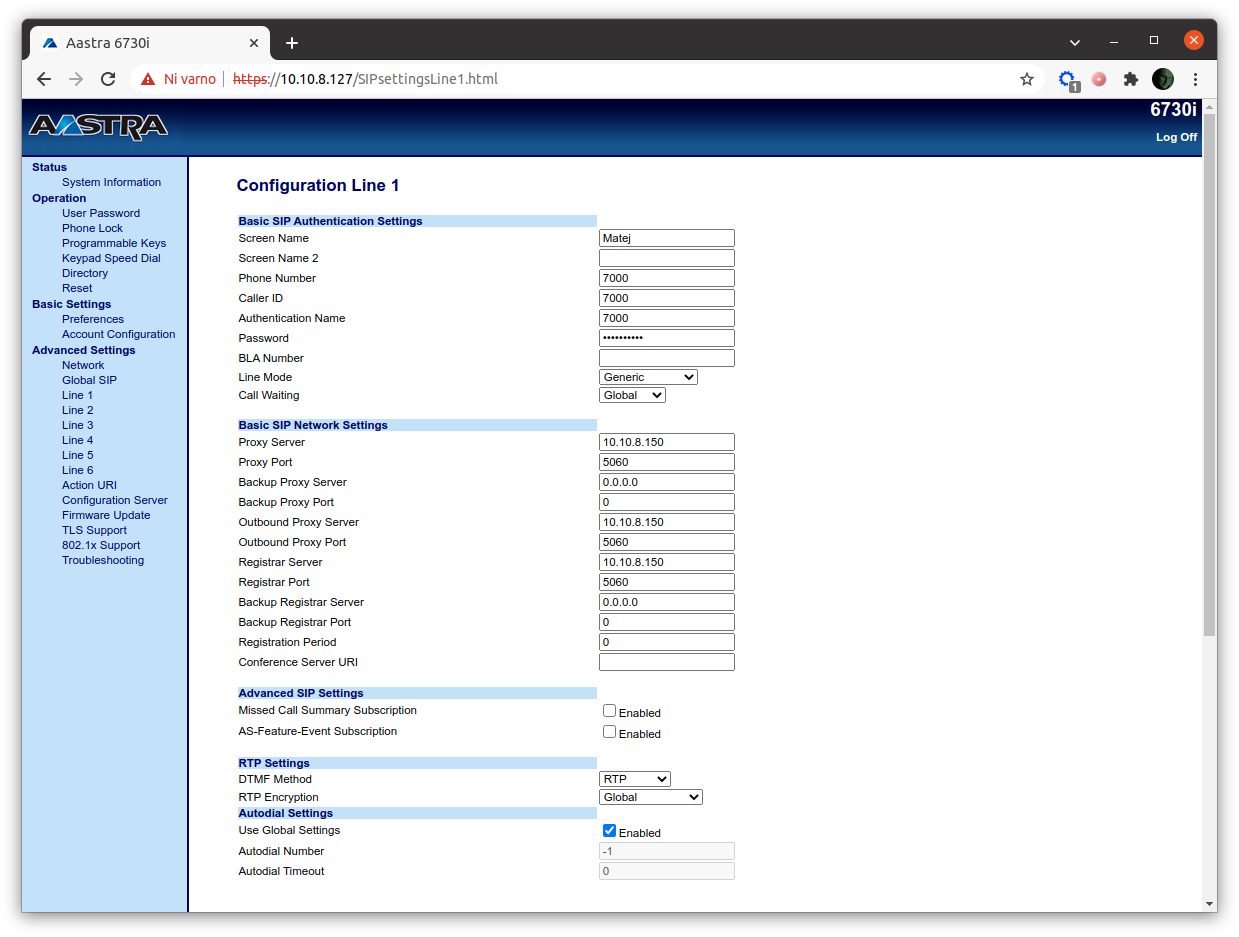 Aastra 6730i
Ni varno https://10.10.8.127/SIPsettingsLine1.html
1
AASTRA
6730i
Log Off
Status
System Information
Operation
User Password
Phone Lock
Programmable Keys
Keypad Speed Dial
Directory
Reset
Basic Settings
Preferences
Account Configuration
Advanced Settings
Network
Global SIP
Line 1
Line 2
Line 3
Line 4
Line 5
Line 6
Action URI
Configuration Server
Firmware Update
TLS Support
802.1x Support
Troubleshooting
Configuration Line 1
Basic SIP Authentication Settings
Screen Name Matej
Screen Name 2
Phone Number 7000
Caller ID 7000
Authentication Name 7000
Password ••••••••••
BLA Number
Line Mode Generic
Call Waiting Global
Basic SIP Network Settings
Proxy Server 10.10.8.150
Proxy Port 5060
Backup Proxy Server 0.0.0.0
Backup Proxy Port 0
Outbound Proxy Server 10.10.8.150
Outbound Proxy Port 5060
Registrar Server 10.10.8.150
Registrar Port 5060
Backup Registrar Server 0.0.0.0
Backup Registrar Port 0
Registration Period 0
Conference Server URI
Advanced SIP Settings
Missed Call Summary Subscription Enabled
AS-Feature-Event Subscription Enabled
RTP Settings
DTMF Method RTP
RTP Encryption Global
Autodial Settings
Use Global Settings Enabled
Autodial Number -1
Autodial Timeout 0